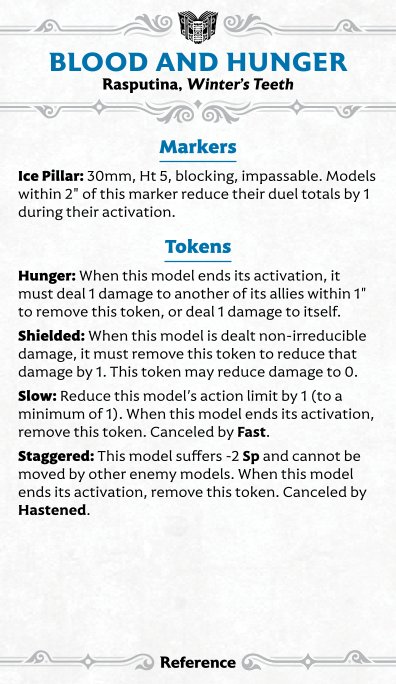 BLOOD AND HUNGER
Rasputina, Winter's Teeth
Markers
Ice Pillar: 30mm, Ht 5, blocking, impassable. Models
within 2" of this marker reduce their duel totals by 1
during their activation.
Tokens
Hunger: When this model ends its activation, it
must deal 1 damage to another of its allies within 1"
to remove this token, or deal 1 damage to itself.
Shielded: When this model is dealt non-irreducible
damage, it must remove this token to reduce that
damage by 1. This token may reduce damage to 0.
Slow: Reduce this model's action limit by 1 (to a
minimum of 1). When this model ends its activation,
remove this token. Canceled by Fast.
Staggered: This model suffers -2 Sp and cannot be
moved by other enemy models. When this model
ends its activation, remove this token. Canceled by
Hastened.
Reference